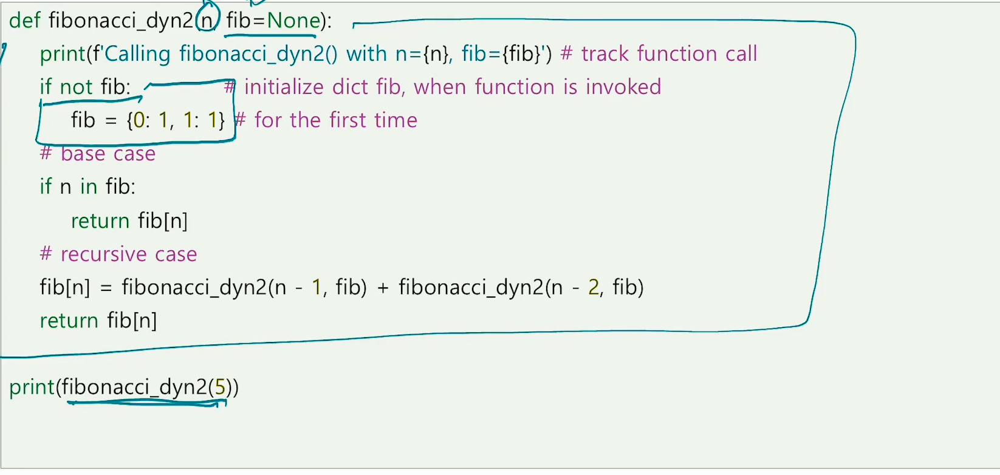 def fibonacci_dyn2(n, fib=None):
    print(f'Calling fibonacci_dyn2() with n={n}, fib={fib}') # track function call
    if not fib:        # initialize dict fib, when function is invoked
        fib = {0: 1, 1: 1} # for the first time
    # base case
    if n in fib:
        return fib[n]
    # recursive case
    fib[n] = fibonacci_dyn2(n - 1, fib) + fibonacci_dyn2(n - 2, fib)
    return fib[n]
print(fibonacci_dyn2(5))